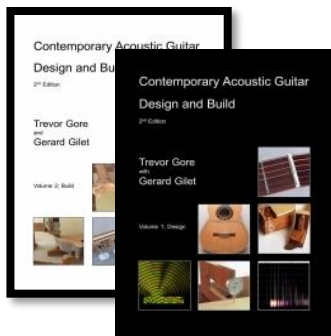 Contemporary Acoustic Guitar
Design and Bu
2nd Edition
Trevor Gore
and
Gerard Gilet
Volume 2; Build
Contemporary Acoustic Guitar
Design and Build
2nd Edition
Trevor Gore
with
Gerard Gilet
Volume 1; Design